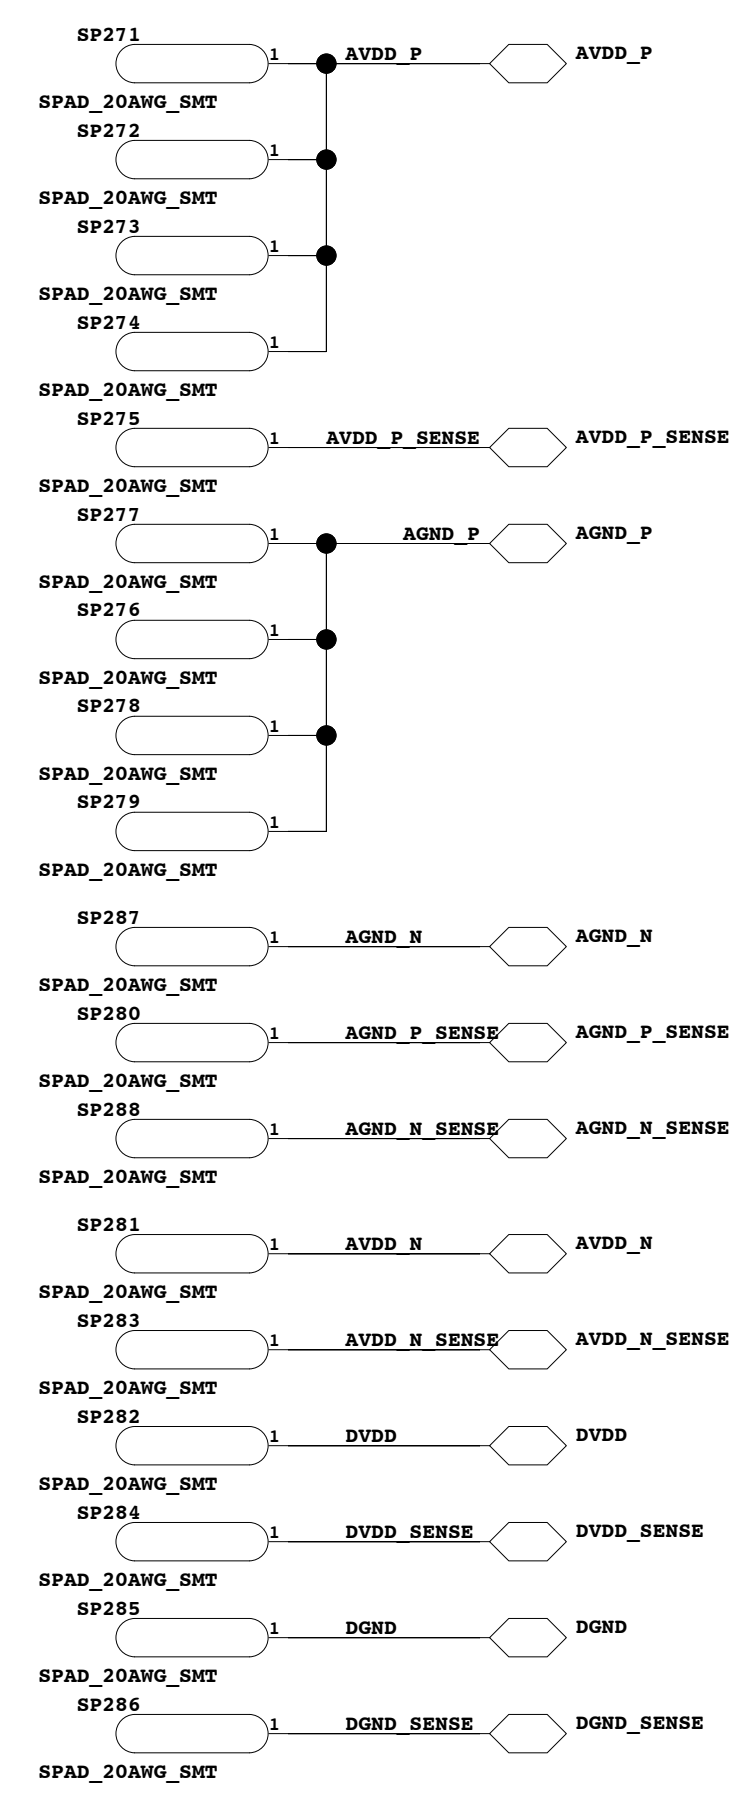 SP271
1 AVDD_P AVDD_P
SPAD_20AWG_SMT
SP272
1
SPAD_20AWG_SMT
SP273
1
SPAD_20AWG_SMT
SP274
1
SPAD_20AWG_SMT
SP275
1 AVDD_P_SENSE AVDD_P_SENSE
SPAD_20AWG_SMT
SP277
1 AGND_P AGND_P
SPAD_20AWG_SMT
SP276
1
SPAD_20AWG_SMT
SP278
1
SPAD_20AWG_SMT
SP279
1
SPAD_20AWG_SMT
SP287
1 AGND_N AGND_N
SPAD_20AWG_SMT
SP280
1 AGND_P_SENSE AGND_P_SENSE
SPAD_20AWG_SMT
SP288
1 AGND_N_SENSE AGND_N_SENSE
SPAD_20AWG_SMT
SP281
1 AVDD_N AVDD_N
SPAD_20AWG_SMT
SP283
1 AVDD_N_SENSE AVDD_N_SENSE
SPAD_20AWG_SMT
SP282
1 DVDD DVDD
SPAD_20AWG_SMT
SP284
1 DVDD_SENSE DVDD_SENSE
SPAD_20AWG_SMT
SP285
1 DGND DGND
SPAD_20AWG_SMT
SP286
1 DGND_SENSE DGND_SENSE
SPAD_20AWG_SMT